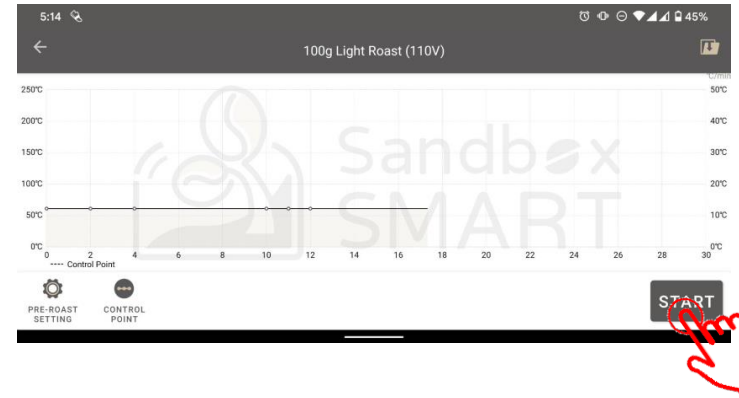 5:14
45%
100g Light Roast (110V)
℃/min
250℃
50℃
200℃
40℃
150℃
30℃
100℃
20℃
50℃
10℃
0℃
0℃
0 2 4 6 8 10 12 14 16 18 20 22 24 26 28 30
---- Control Point
Sandbox
SMART
PRE-ROAST
SETTING
CONTROL
POINT
START